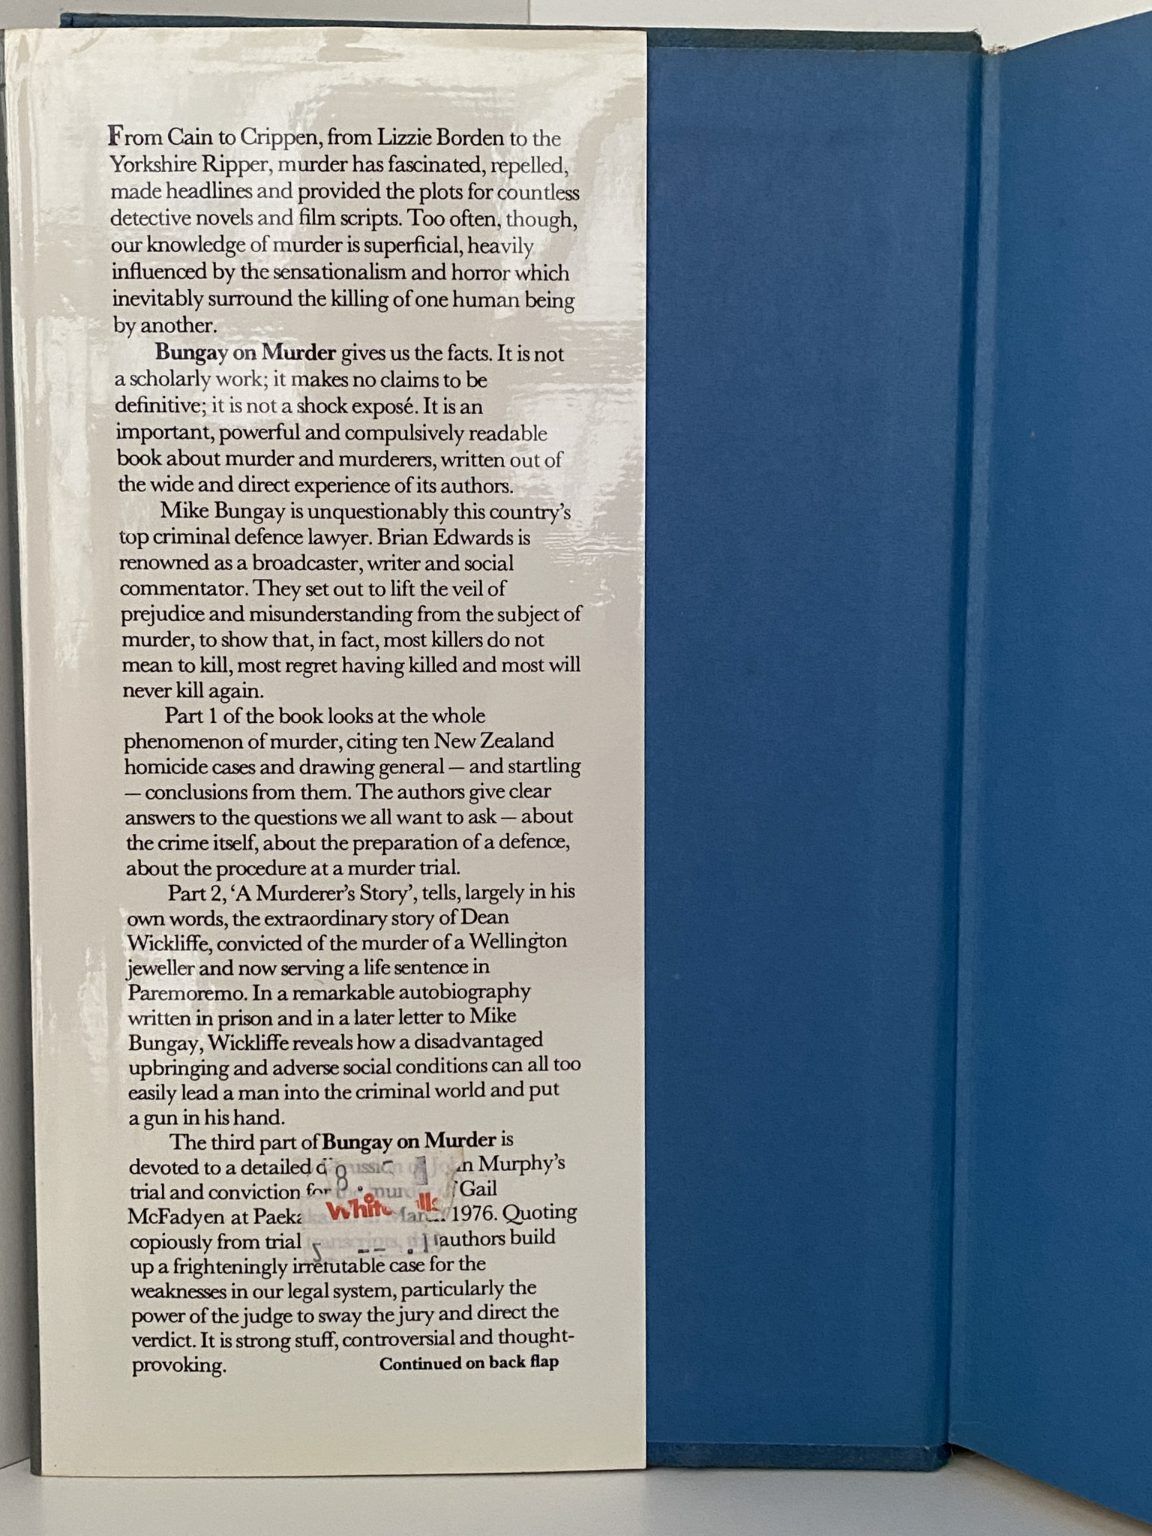 From Cain to Crippen, from Lizzie Borden to the
Yorkshire Ripper, murder has fascinated, repelled,
made headlines and provided the plots for countless
detective novels and film scripts. Too often, though,
our knowledge of murder is superficial, heavily
influenced by the sensationalism and horror which
inevitably surround the killing of one human being
by another.
Bungay on Murder gives us the facts. It is not
a scholarly work; it makes no claims to be
definitive; it is not a shock exposé. It is an
important, powerful and compulsively readable
book about murder and murderers, written out of
the wide and direct experience of its authors.
Mike Bungay is unquestionably this country's
top criminal defence lawyer. Brian Edwards is
renowned as a broadcaster, writer and social
commentator. They set out to lift the veil of
prejudice and misunderstanding from the subject of
murder, to show that, in fact, most killers do not
mean to kill, most regret having killed and most will
never kill again.
Part 1 of the book looks at the whole
phenomenon of murder, citing ten New Zealand
homicide cases and drawing general — and startling
— conclusions from them. The authors give clear
answers to the questions we all want to ask — about
the crime itself, about the preparation of a defence,
about the procedure at a murder trial.
Part 2, 'A Murderer's Story', tells, largely in his
own words, the extraordinary story of Dean
Wickliffe, convicted of the murder of a Wellington
jeweller and now serving a life sentence in
Paremoremo. In a remarkable autobiography
written in prison and in a later letter to Mike
Bungay, Wickliffe reveals how a disadvantaged
upbringing and adverse social conditions can all too
easily lead a man into the criminal world and put
a gun in his hand.
The third part of Bungay on Murder is
devoted to a detailed Murphy's
trial and conviction for Gail
McFadyen at 1976. Quoting
copiously from trial authors build
up a frighteningly irrefutable case for the
weaknesses in our legal system, particularly the
power of the judge to sway the jury and direct the
verdict. It is strong stuff, controversial and thought-
provoking. Continued on back flap